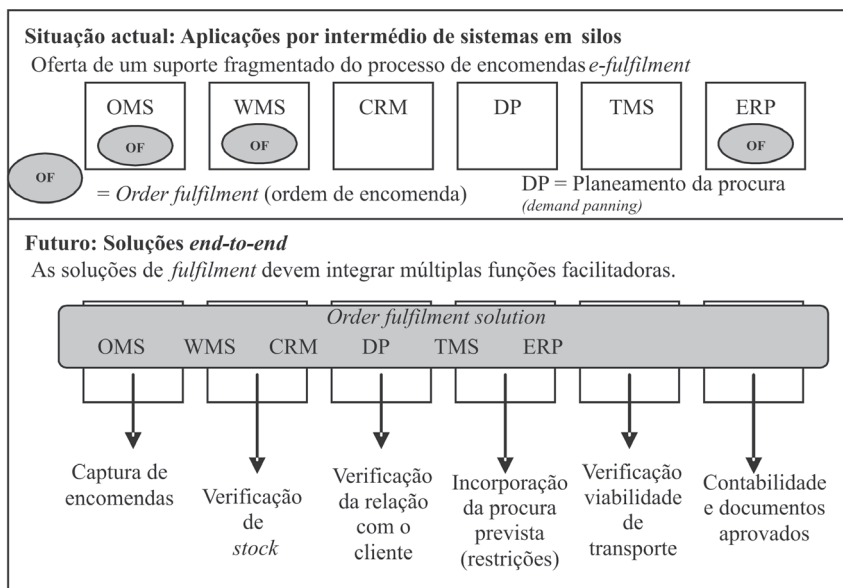 Situação actual: Aplicações por intermédio de sistemas em silos
Oferta de um suporte fragmentado do processo de encomendas e-fulfilment
OMS WMS CRM DP TMS ERP
OF OF OF
OF
= Order fulfilment (ordem de encomenda)
DP = Planeamento da procura
(demand panning)
Futuro: Soluções end-to-end
As soluções de fulfilment devem integrar múltiplas funções facilitadoras.
Order fulfilment solution
OMS WMS CRM DP TMS ERP
Captura de
encomendas
Verificação
de
stock
Verificação
da relação
com o
cliente
Incorporação
da procura
prevista
(restrições)
Verificação
viabilidade
de
transporte
Contabilidade
e documentos
aprovados